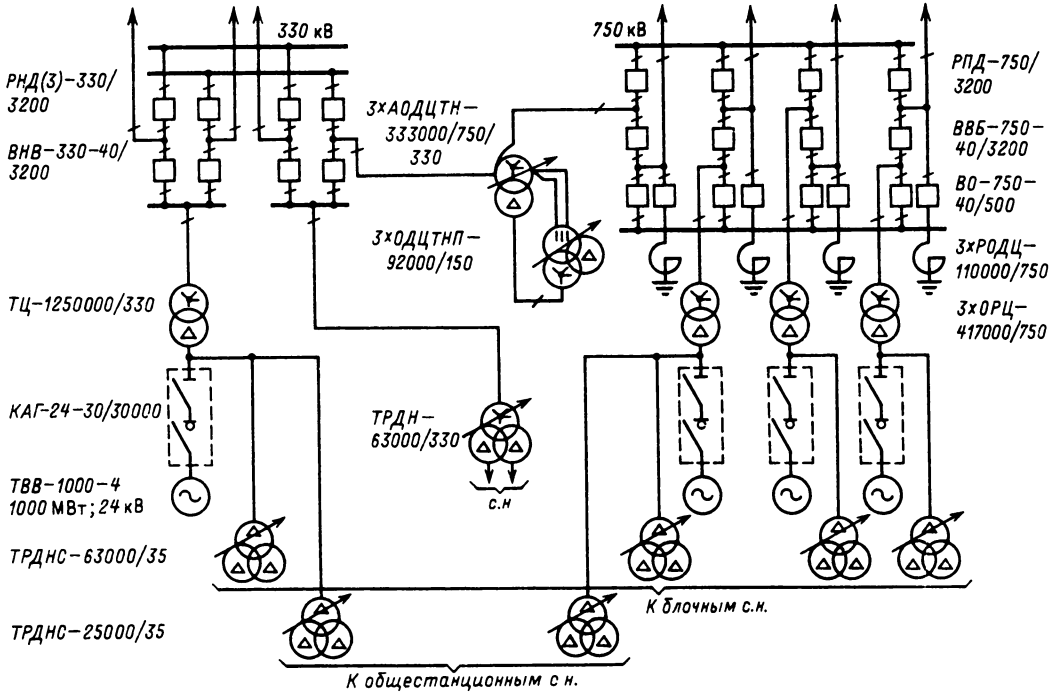 330 кВ
750 кВ
РНД(3)-330/
3200
ВНВ-330-40/
3200
3×АОДЦТН-
333000/750/
330
3×ОДЦТНП-
92000/150
РПД-750/
3200
ВВБ-750-
40/3200
ВО-750-
40/500
3×РОДЦ-
110000/750
3×ОРЦ-
417000/750
ТЦ-1250000/330
КАГ-24-30/30000
ТРДН-
63000/330
с.н
ТВВ-1000-4
1000 МВт; 24 кВ
ТРДНС-63000/35
К блочным с.н.
ТРДНС-25000/35
К общестанционным с н.